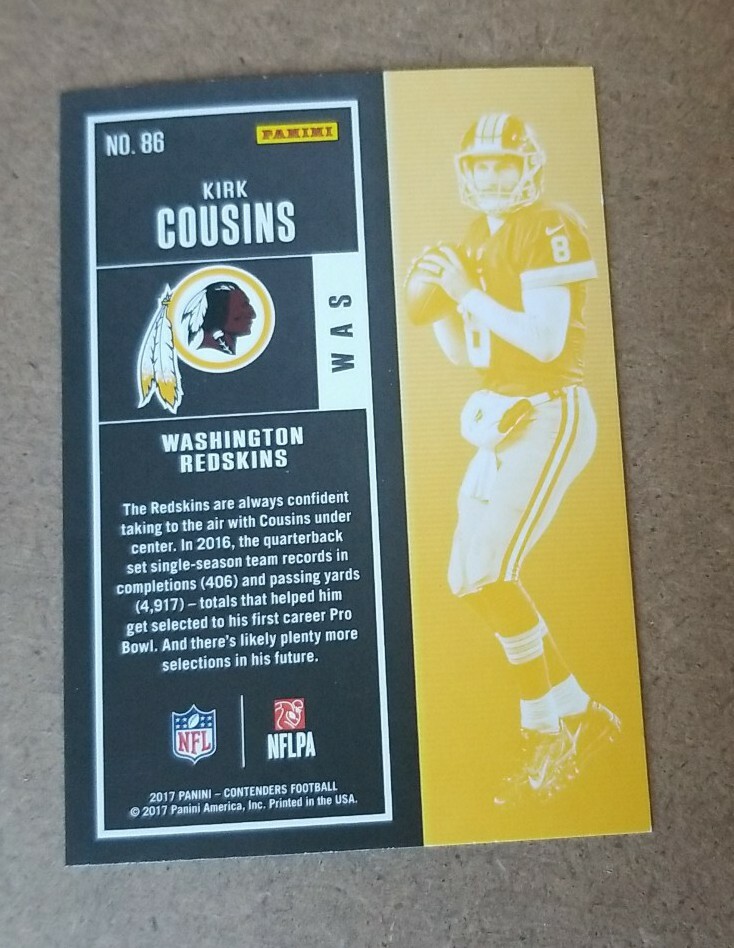 NO. 86
PANINI
KIRK
COUSINS
WAS
WASHINGTON
REDSKINS
The Redskins are always confident
taking to the air with Cousins under
center. In 2016, the quarterback
set single-season team records in
completions (406) and passing yards
(4,917) – totals that helped him
get selected to his first career Pro
Bowl. And there's likely plenty more
selections in his future.
NFL
NFLPA
2017 PANINI – CONTENDERS FOOTBALL
© 2017 Panini America, Inc. Printed in the USA.
8
8